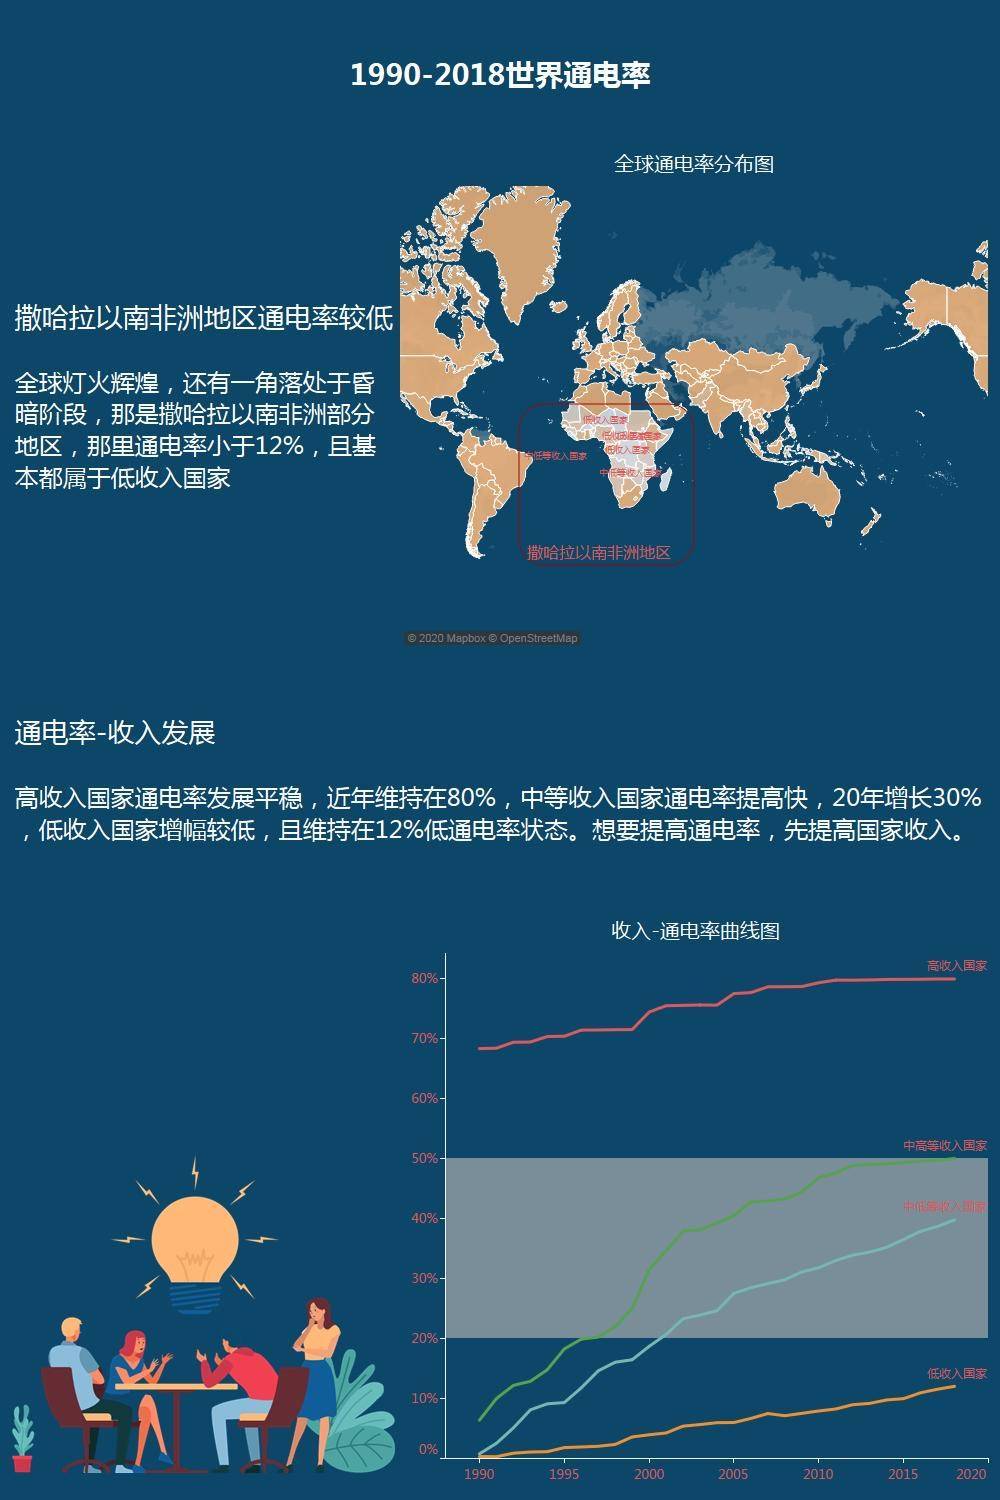 1990-2018世界通电率
全球通电率分布图
撒哈拉以南非洲地区通电率较低
全球灯火辉煌，还有一角落处于昏
暗阶段，那是撒哈拉以南非洲部分
地区，那里通电率小于12%，且基
本都属于低收入国家
低收入国家
低收入国家
中低等收入国家
中低等收入国家
撒哈拉以南非洲地区
© 2020 Mapbox © OpenStreetMap
通电率-收入发展
高收入国家通电率发展平稳，近年维持在80%，中等收入国家通电率提高快，20年增长30%
，低收入国家增幅较低，且维持在12%低通电率状态。想要提高通电率，先提高国家收入。
收入-通电率曲线图
高收入国家
80%
70%
60%
中高等收入国家
50%
中低等收入国家
40%
30%
20%
低收入国家
10%
0%
1990 1995 2000 2005 2010 2015 2020